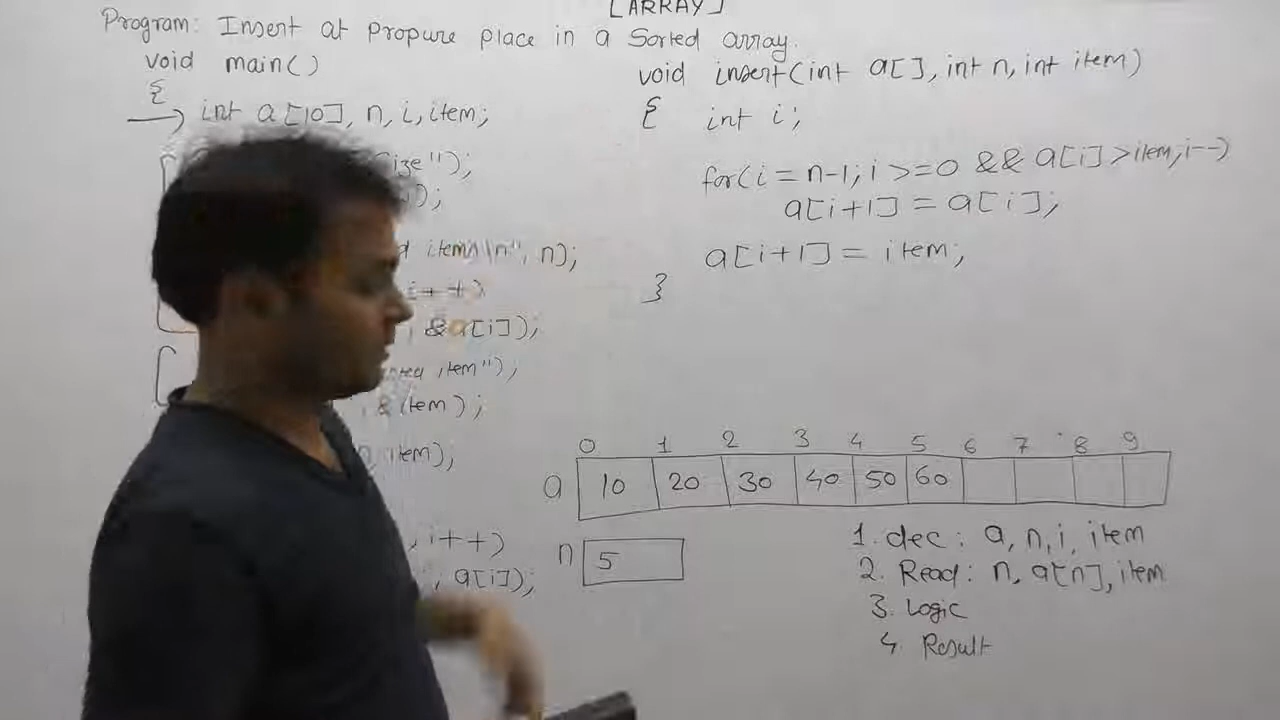 [ARRAY]
Program: Insert at propure place in a Sorted array.
void main()
{
int a[10], n, i, item;
ize");
);
d items\n", n);
i++)
, &a[i]);
item");
, &item);
, item);
, i++)
", a[i]);
void insert(int a[], int n, int item)
{ int i;
for(i = n-1; i >=0 && a[i] > item; i--)
a[i+1] = a[i];
a[i+1] = item;
}
0 1 2 3 4 5 6 7 8 9
a 10 20 30 40 50 60
n 5
1. dec: a, n, i, item
2. Read: n, a[n], item
3. Logic
4. Result